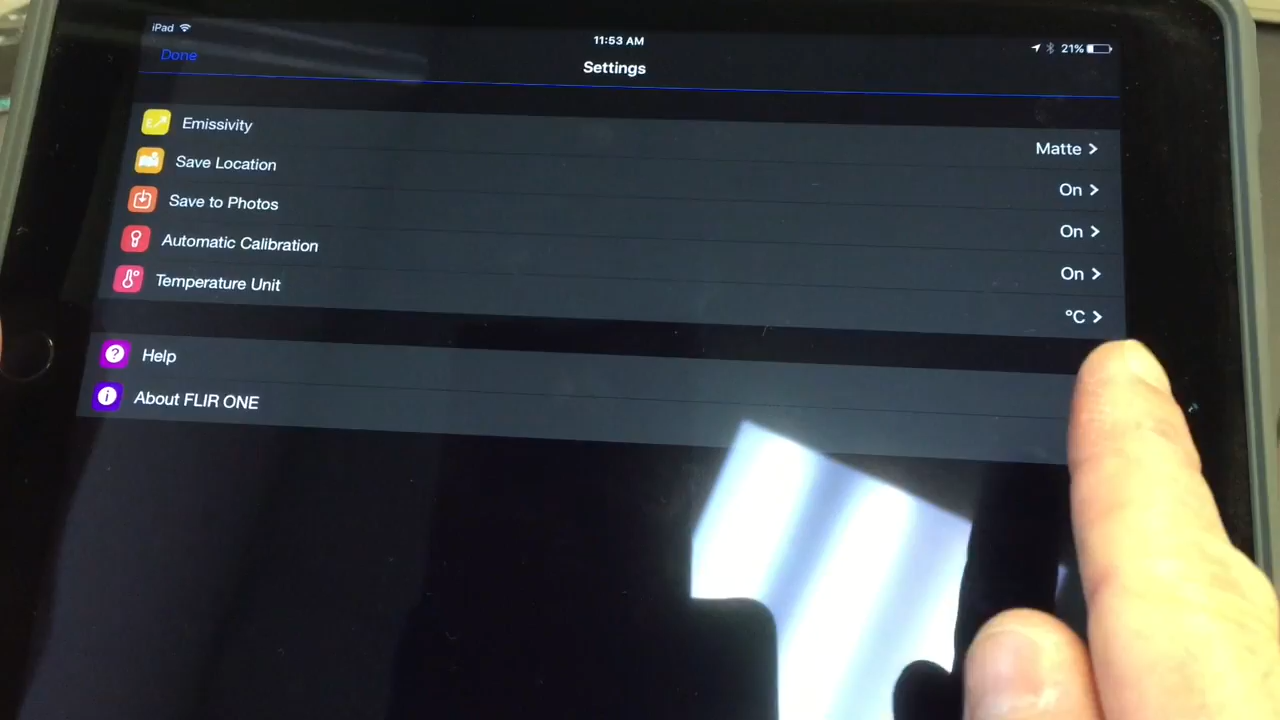 iPad
11:53 AM
21%
Done
Settings
Emissivity
Matte >
Save Location
On >
Save to Photos
On >
Automatic Calibration
On >
Temperature Unit
°C >
? Help
i About FLIR ONE